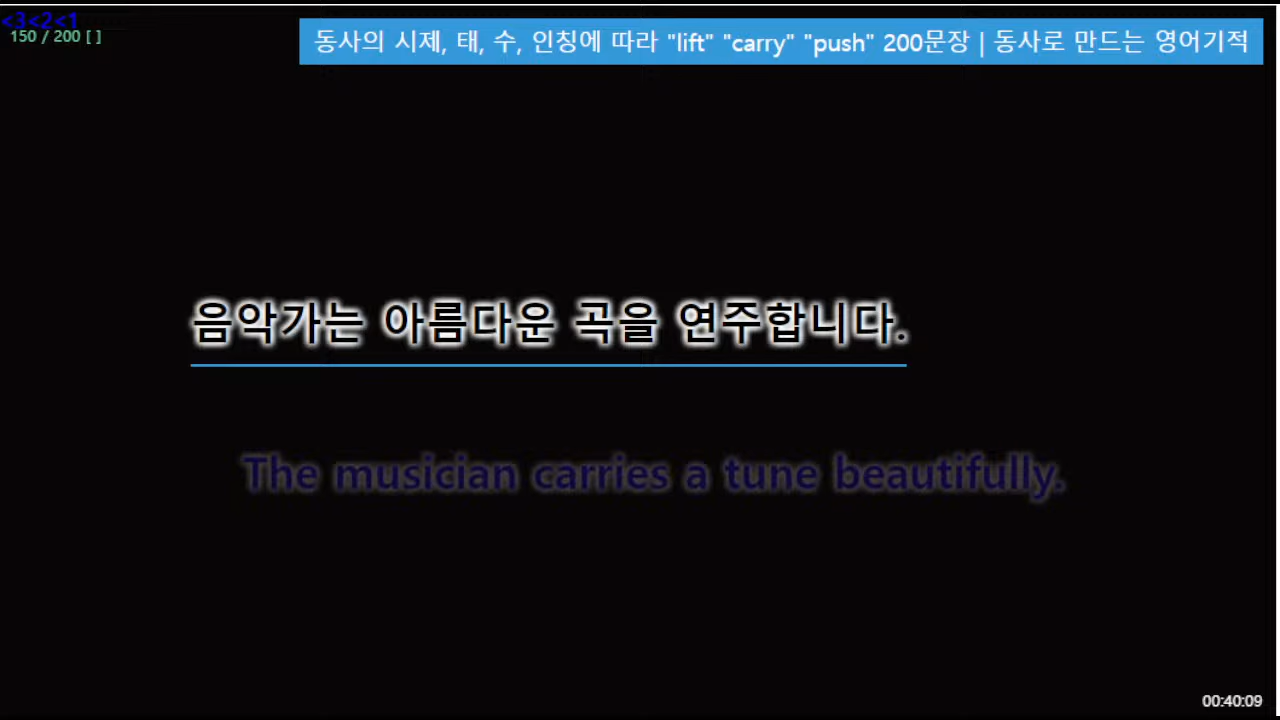 <3<2<1
150 / 200 [ ]
동사의 시제, 태, 수, 인칭에 따라 "lift" "carry" "push" 200문장 | 동사로 만드는 영어기적
음악가는 아름다운 곡을 연주합니다.
The musician carries a tune beautifully.
00:40:09